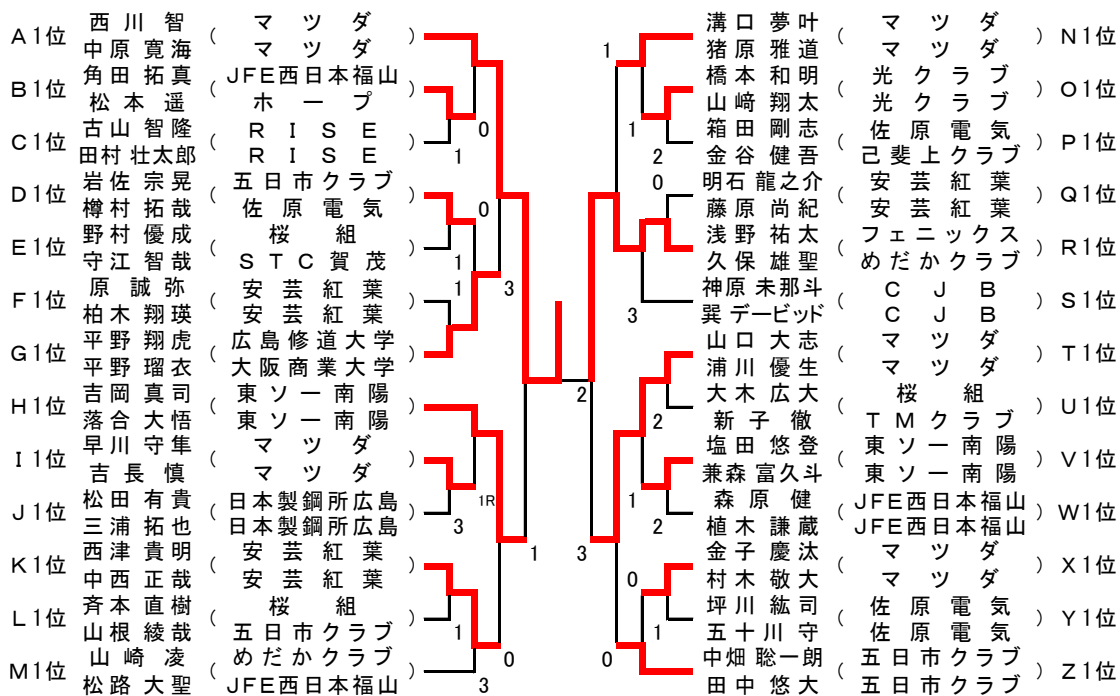 A1位 西川智 ( マツダ )
中原寛海 マツダ
B1位 角田拓真 ( JFE西日本福山 )
松本遥 ホープ
C1位 古山智隆 ( RISE )
田村壮太郎 RISE
D1位 岩佐宗晃 ( 五日市クラブ )
樽村拓哉 佐原電気
E1位 野村優成 ( 桜組 )
守江智哉 STC賀茂
F1位 原誠弥 ( 安芸紅葉 )
柏木翔瑛 安芸紅葉
G1位 平野翔虎 ( 広島修道大学 )
平野瑠衣 大阪商業大学
H1位 吉岡真司 ( 東ソー南陽 )
落合大悟 東ソー南陽
I1位 早川守隼 ( マツダ )
吉長慎 マツダ
J1位 松田有貴 ( 日本製鋼所広島 )
三浦拓也 日本製鋼所広島
K1位 西津貴明 ( 安芸紅葉 )
中西正哉 安芸紅葉
L1位 斉本直樹 ( 桜組 )
山根綾哉 五日市クラブ
M1位 山崎凌 ( めだかクラブ )
松路大聖 JFE西日本福山
0
1
0
1
1
3
1R
3
1
1
0
3
2
1
1
2
0
3
2
1
2
3
0
1
0
溝口夢叶 ( マツダ ) N1位
猪原雅道 マツダ
橋本和明 ( 光クラブ ) O1位
山﨑翔太 光クラブ
箱田剛志 ( 佐原電気 ) P1位
金谷健吾 己斐上クラブ
明石龍之介 ( 安芸紅葉 ) Q1位
藤原尚紀 安芸紅葉
浅野祐太 ( フェニックス ) R1位
久保雄聖 めだかクラブ
神原未那斗 ( CJB ) S1位
巽デービッド CJB
山口大志 ( マツダ ) T1位
浦川優生 マツダ
大木広大 ( 桜組 ) U1位
新子徹 TMクラブ
塩田悠登 ( 東ソー南陽 ) V1位
兼森富久斗 東ソー南陽
森原健 ( JFE西日本福山 ) W1位
植木謙蔵 JFE西日本福山
金子慶汰 ( マツダ ) X1位
村木敬大 マツダ
坪川紘司 ( 佐原電気 ) Y1位
五十川守 佐原電気
中畑聡一朗 ( 五日市クラブ ) Z1位
田中悠大 五日市クラブ